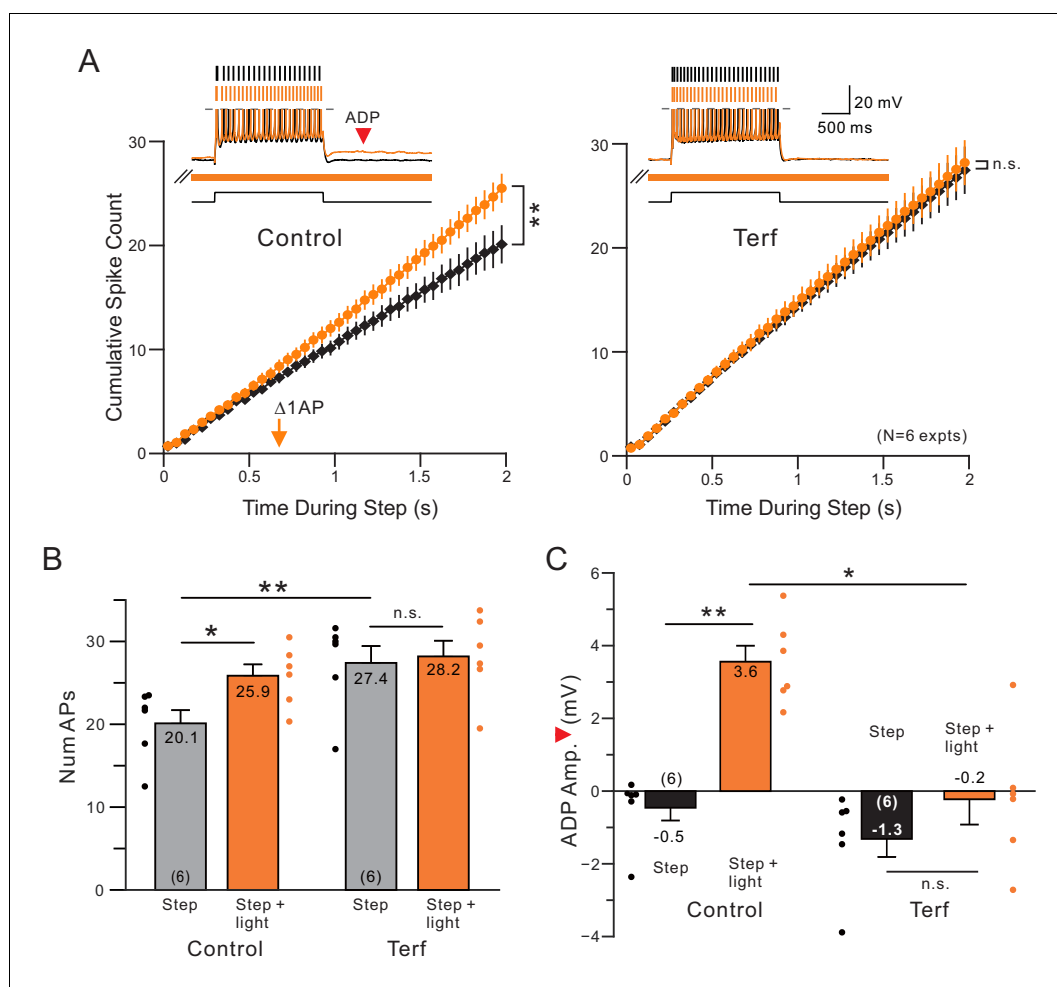 A
ADP
20 mV
500 ms
Cumulative Spike Count
30
20
10
0
Control
**
Δ1AP
0
0.5
1
1.5
2
Time During Step (s)
30
20
10
0
Terf
n.s.
(N=6 expts)
0
0.5
1
1.5
2
Time During Step (s)
B
Num APs
30
20
10
0
**
*
n.s.
20.1
25.9
27.4
28.2
(6)
(6)
Step
Step +
light
Step
Step +
light
Control
Terf
C
ADP Amp. (mV)
6
4
2
0
−2
−4
*
**
3.6
(6)
-0.5
Step
Step +
light
Control
Step
Step +
light
-0.2
(6)
-1.3
n.s.
Terf